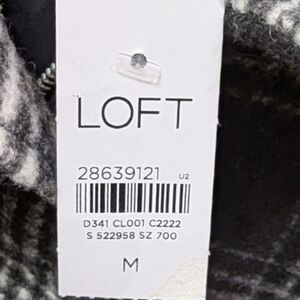 LOFT
28639121 U2
D341 CL001 C2222
S 522958 SZ 700
M